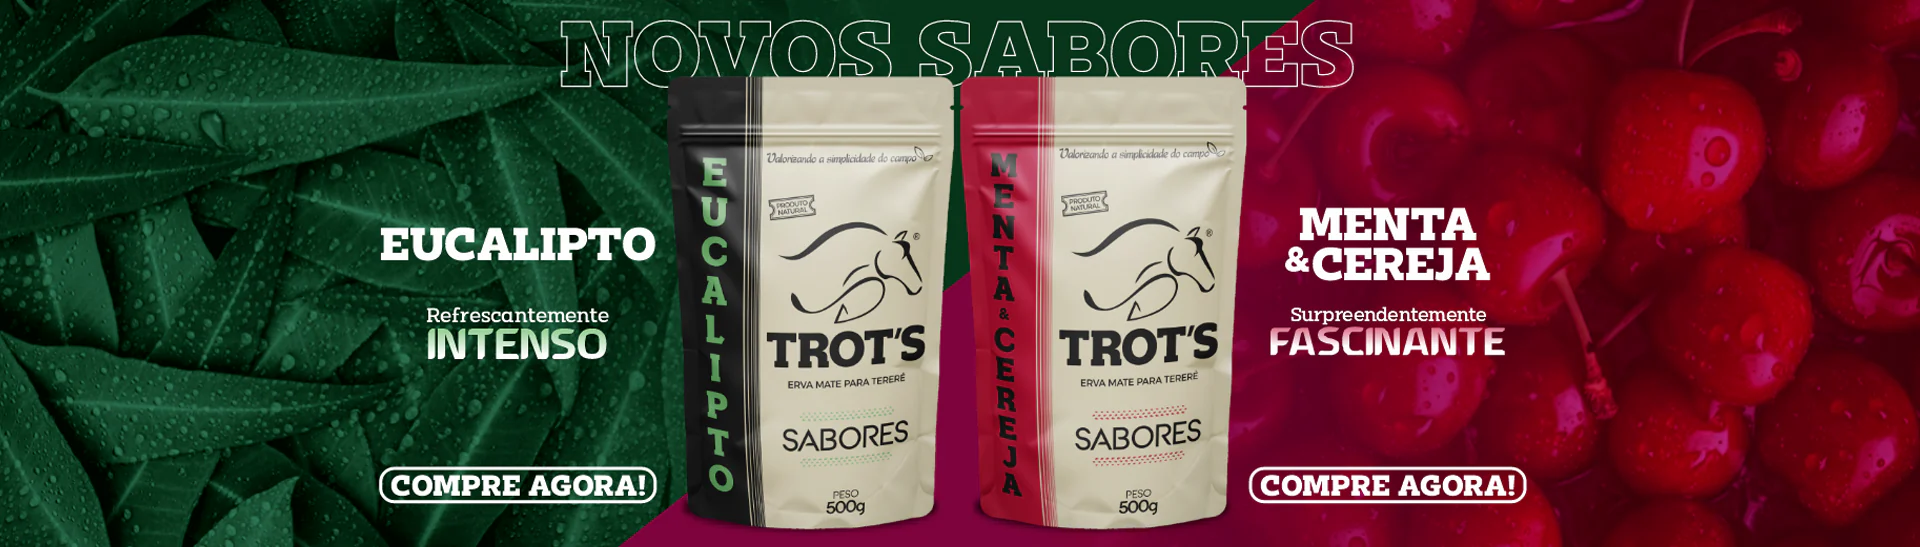 NOVOS SABORES
EUCALIPTO
Refrescantemente
INTENSO
COMPRE AGORA!
EUCALIPTO
Valorizando a simplicidade do campo
PRODUTO
NATURAL
®
TROT'S
ERVA MATE PARA TERERÉ
SABORES
PESO
500g
MENTA & CEREJA
Valorizando a simplicidade do campo
PRODUTO
NATURAL
®
TROT'S
ERVA MATE PARA TERERÉ
SABORES
PESO
500g
MENTA
&CEREJA
Surpreendentemente
FASCINANTE
COMPRE AGORA!